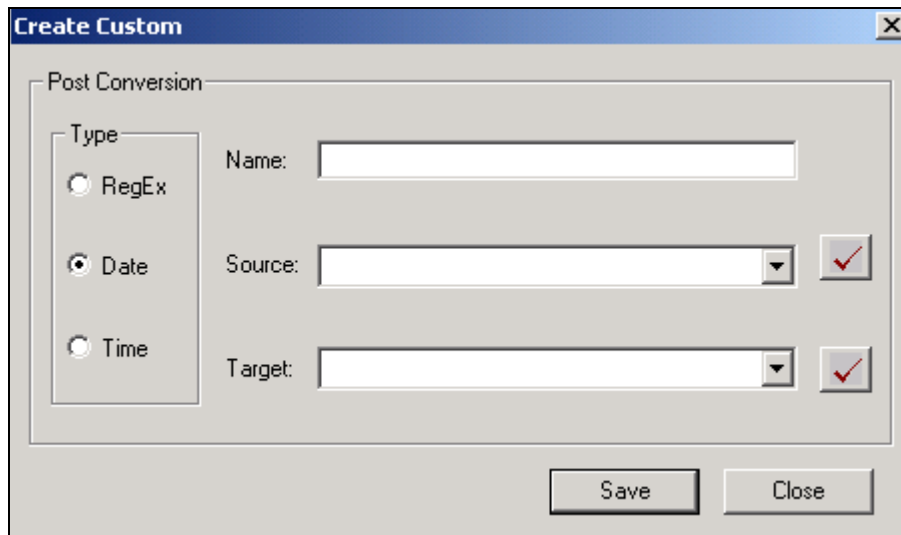 Create Custom
Post Conversion
Type
RegEx
Date
Time
Name:
Source:
Target:
Save
Close